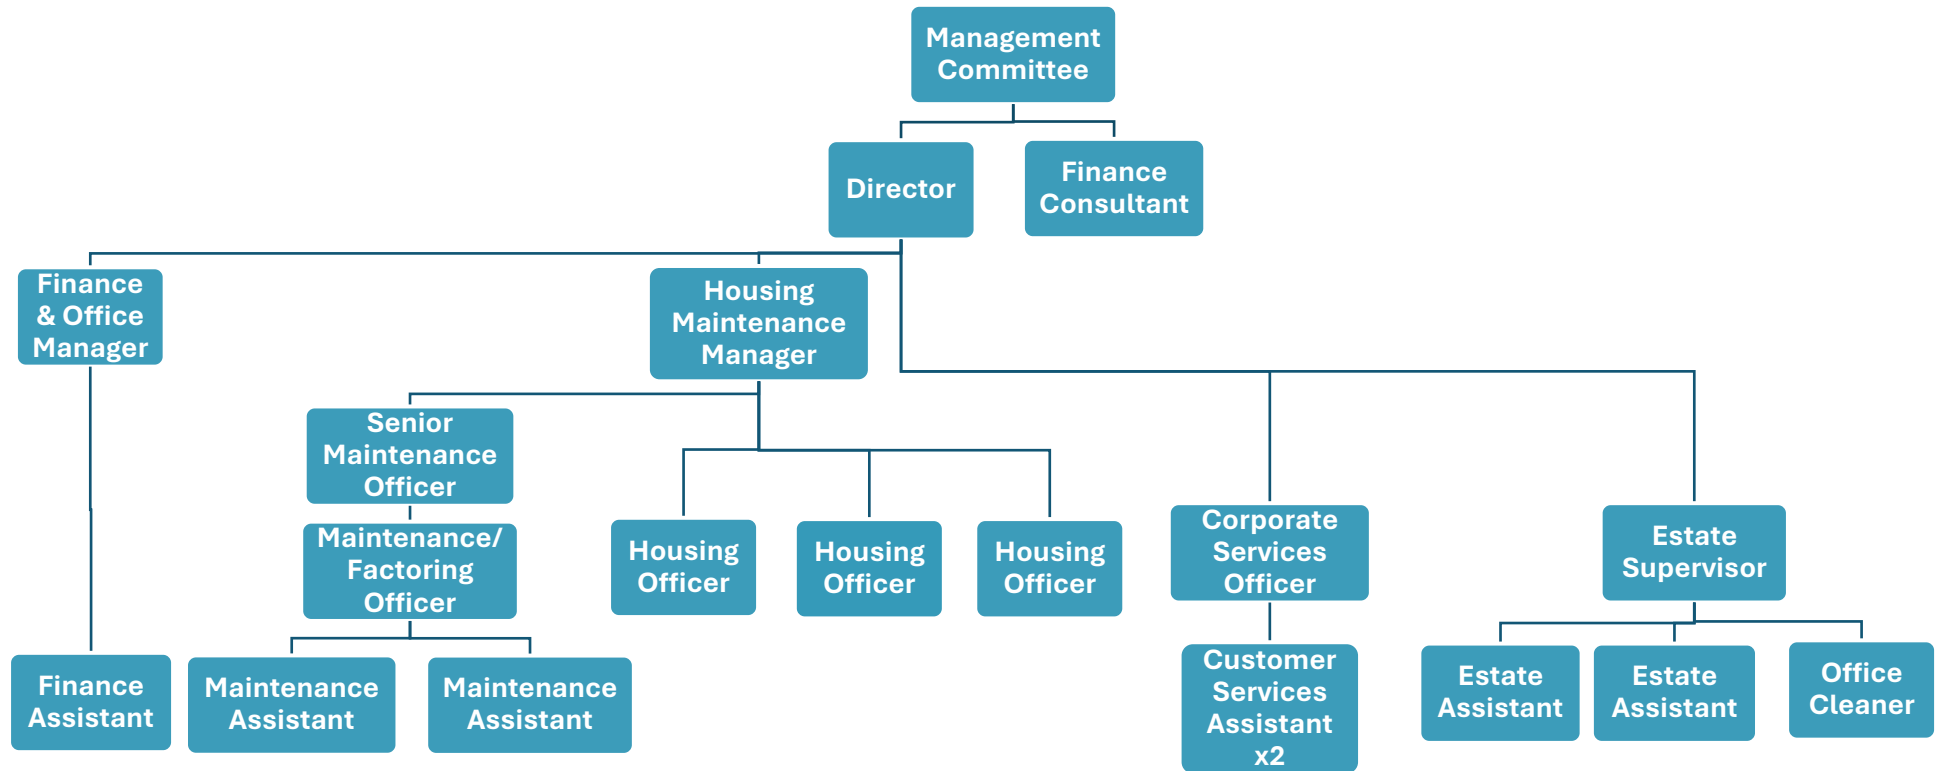 Management
Committee
Director
Finance
Consultant
Finance
& Office
Manager
Housing
Maintenance
Manager
Senior
Maintenance
Officer
Maintenance/
Factoring
Officer
Housing
Officer
Housing
Officer
Housing
Officer
Corporate
Services
Officer
Estate
Supervisor
Finance
Assistant
Maintenance
Assistant
Maintenance
Assistant
Customer
Services
Assistant
x2
Estate
Assistant
Estate
Assistant
Office
Cleaner